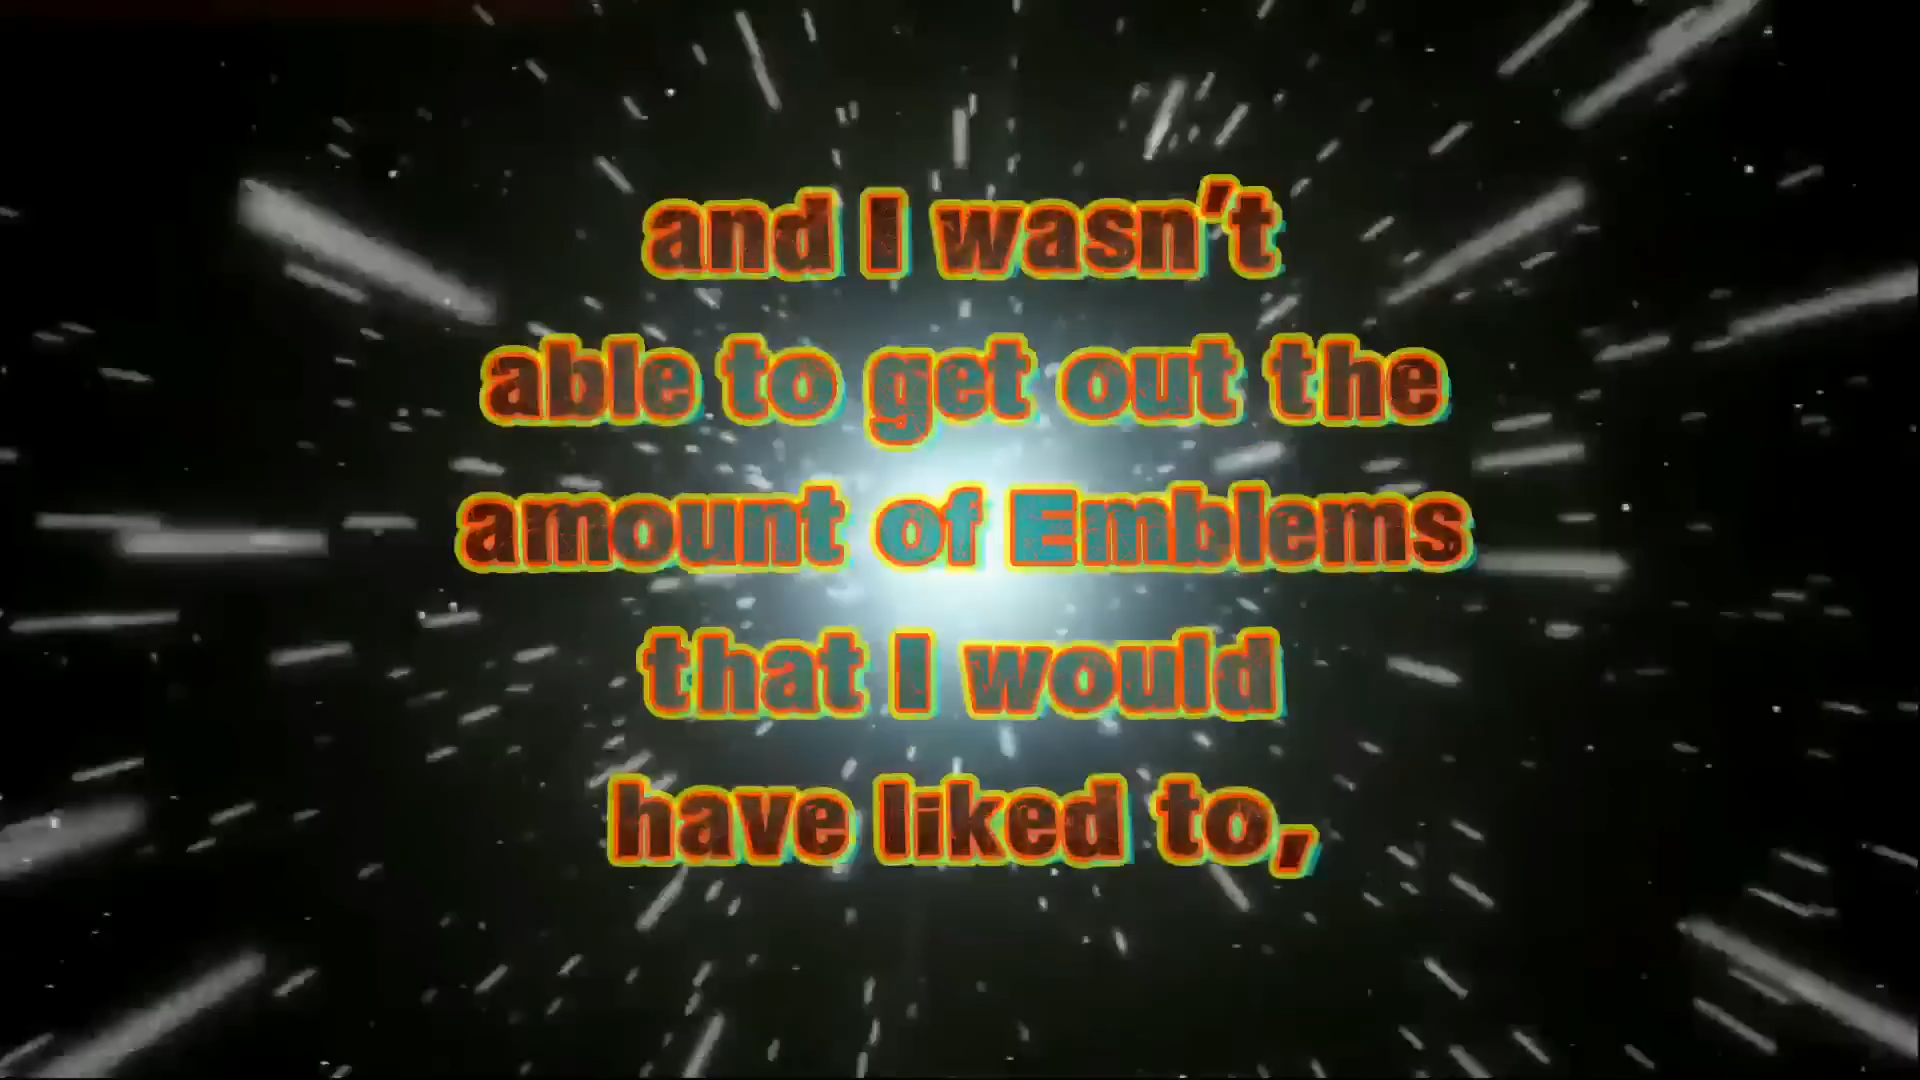 and I wasn't
able to get out the
amount of Emblems
that I would
have liked to,